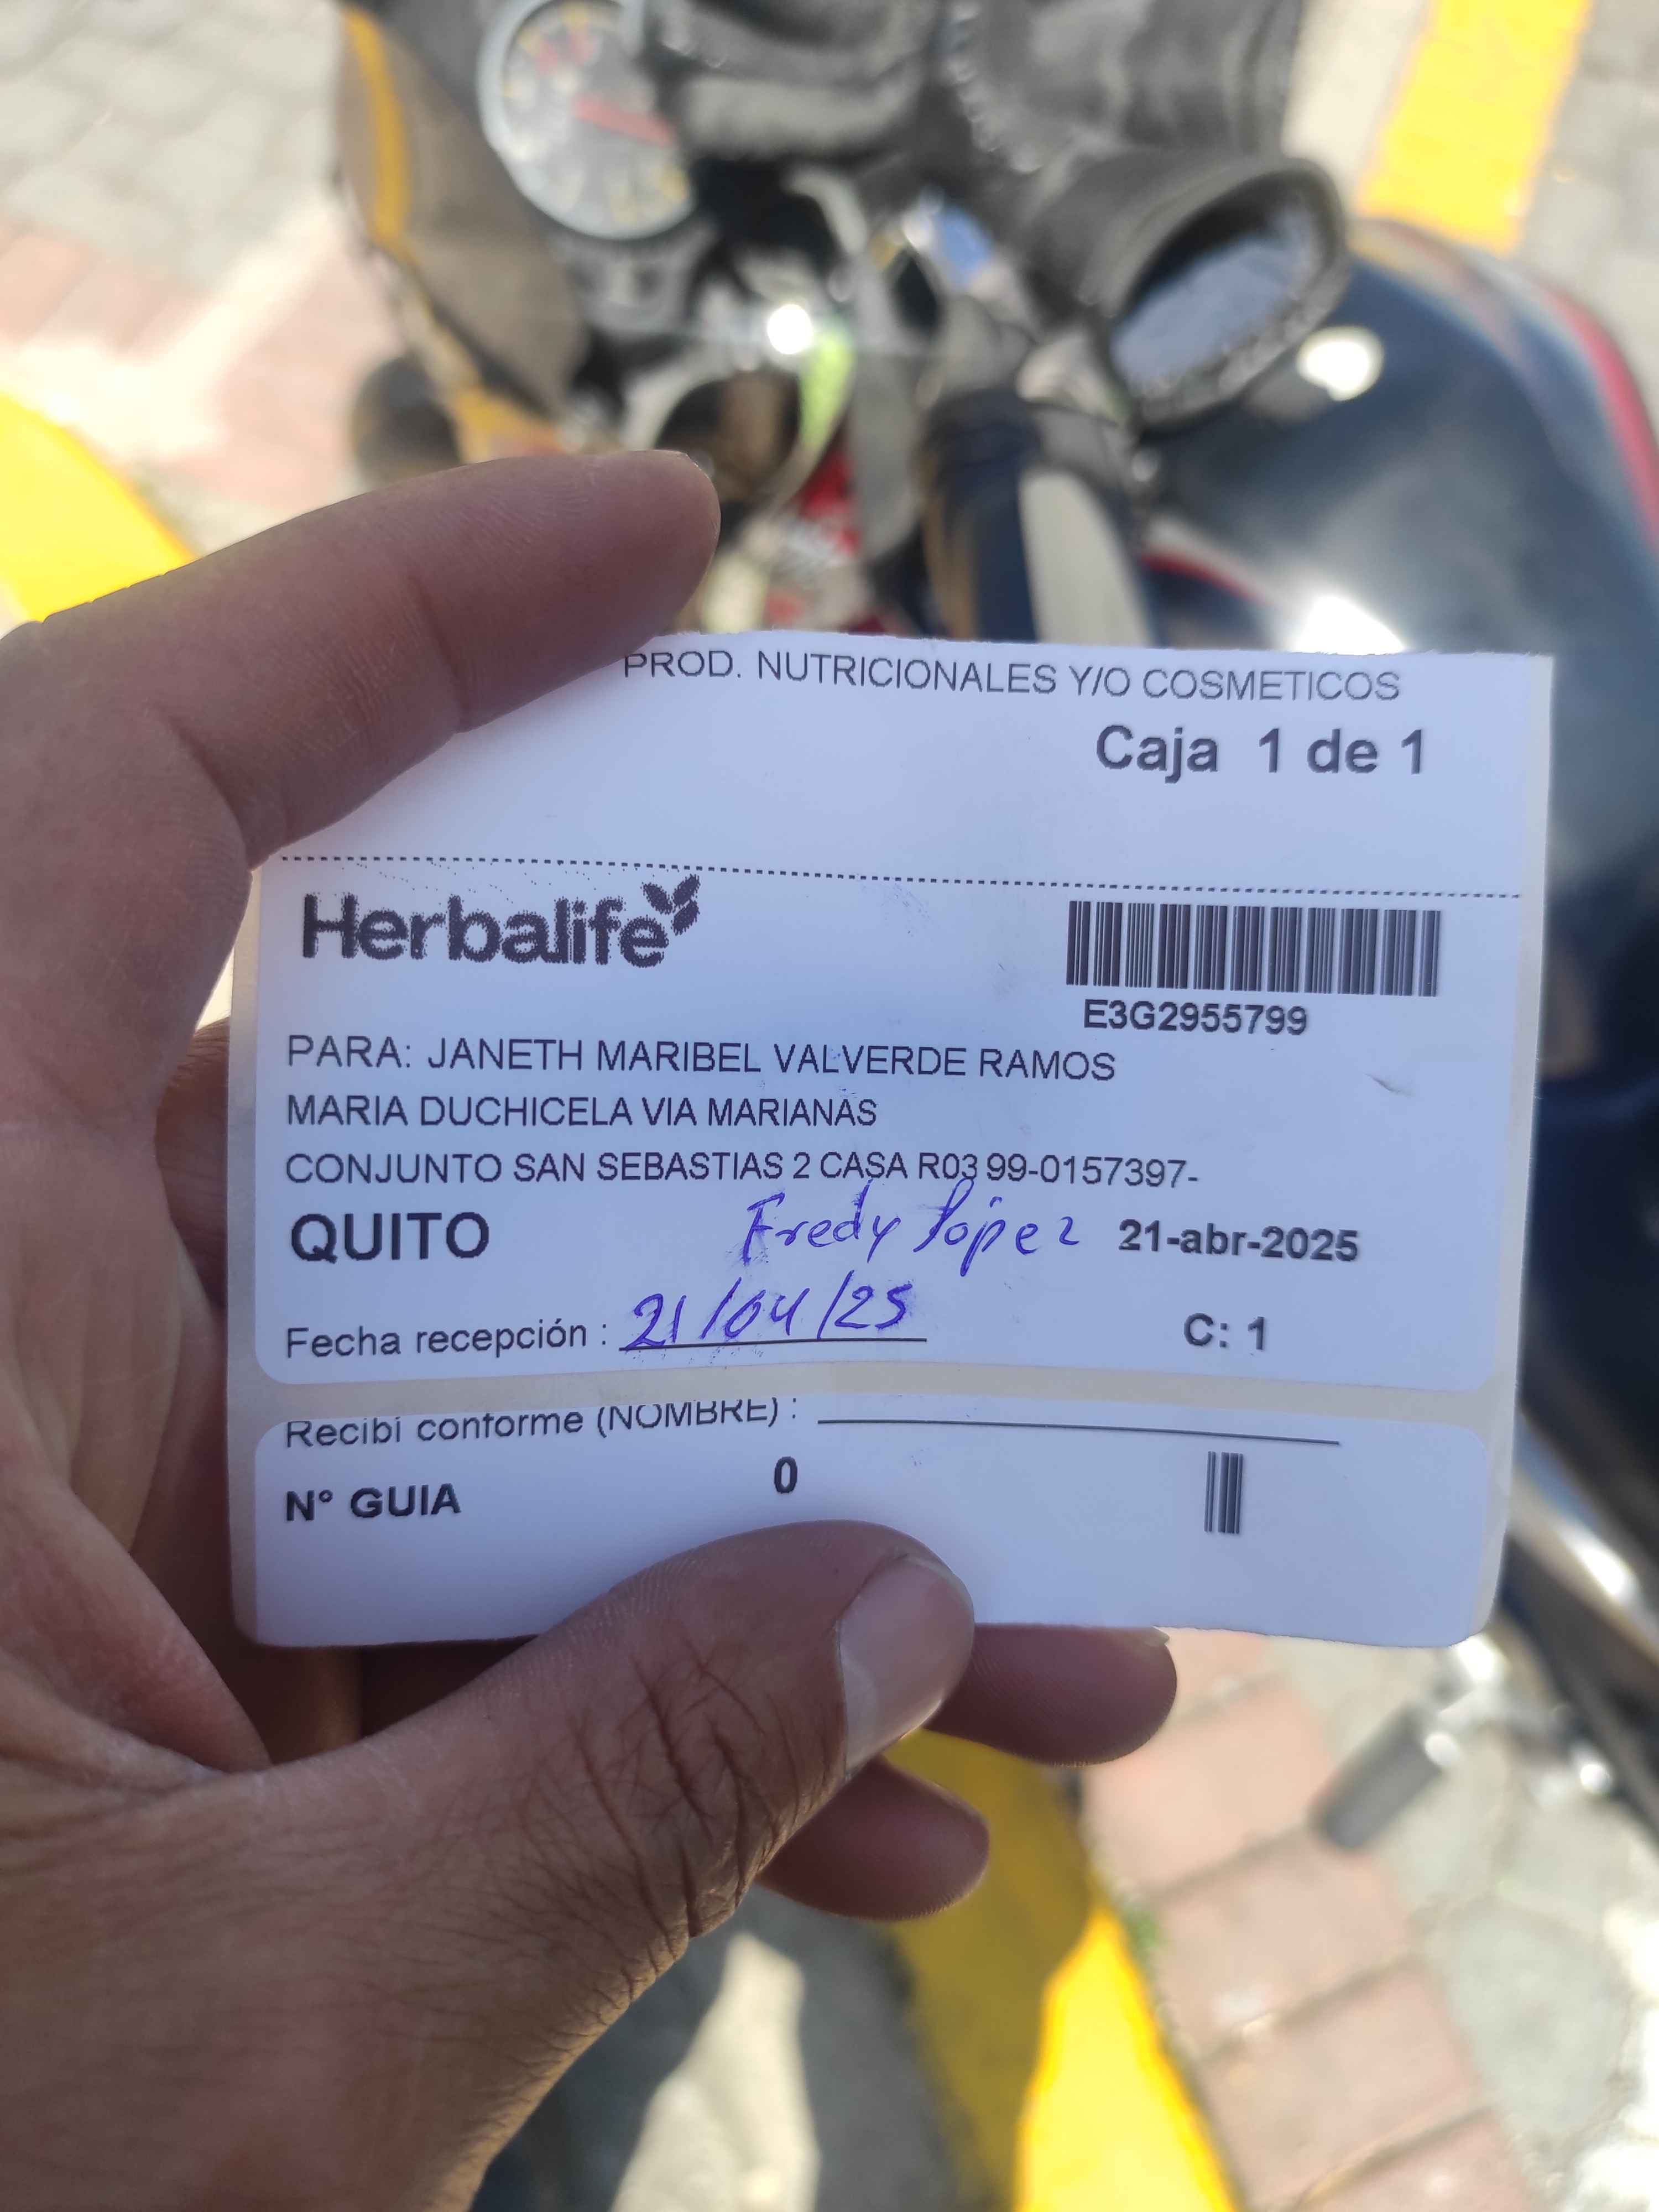 PROD. NUTRICIONALES Y/O COSMETICOS
Caja 1 de 1
Herbalife
E3G2955799
PARA: JANETH MARIBEL VALVERDE RAMOS
MARIA DUCHICELA VIA MARIANAS
CONJUNTO SAN SEBASTIAS 2 CASA R03 99-0157397-
QUITO Fredy López 21-abr-2025
Fecha recepción : 21/04/25 C: 1
Recibí conforme (NOMBRE) :
N° GUIA 0